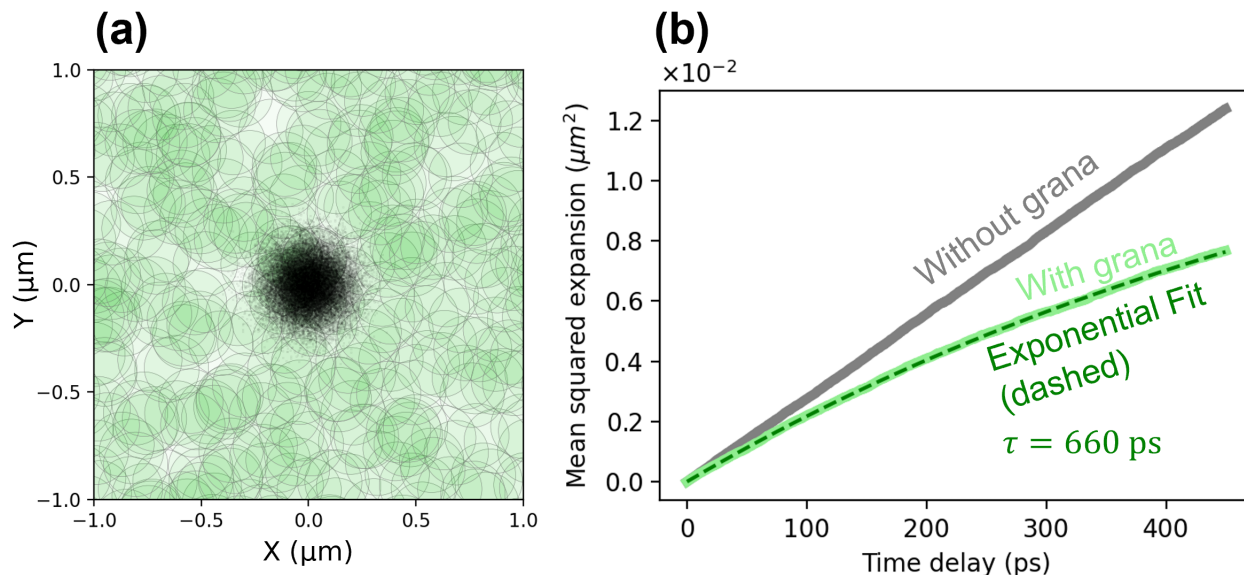 (a)
1.0
0.5
0.0
−0.5
−1.0
−1.0 −0.5 0.0 0.5 1.0
Y (μm)
X (μm)
(b)
×10⁻²
1.2
1.0
0.8
0.6
0.4
0.2
0.0
0 100 200 300 400
Mean squared expansion (μm²)
Time delay (ps)
Without grana
With grana
Exponential Fit
(dashed)
τ = 660 ps